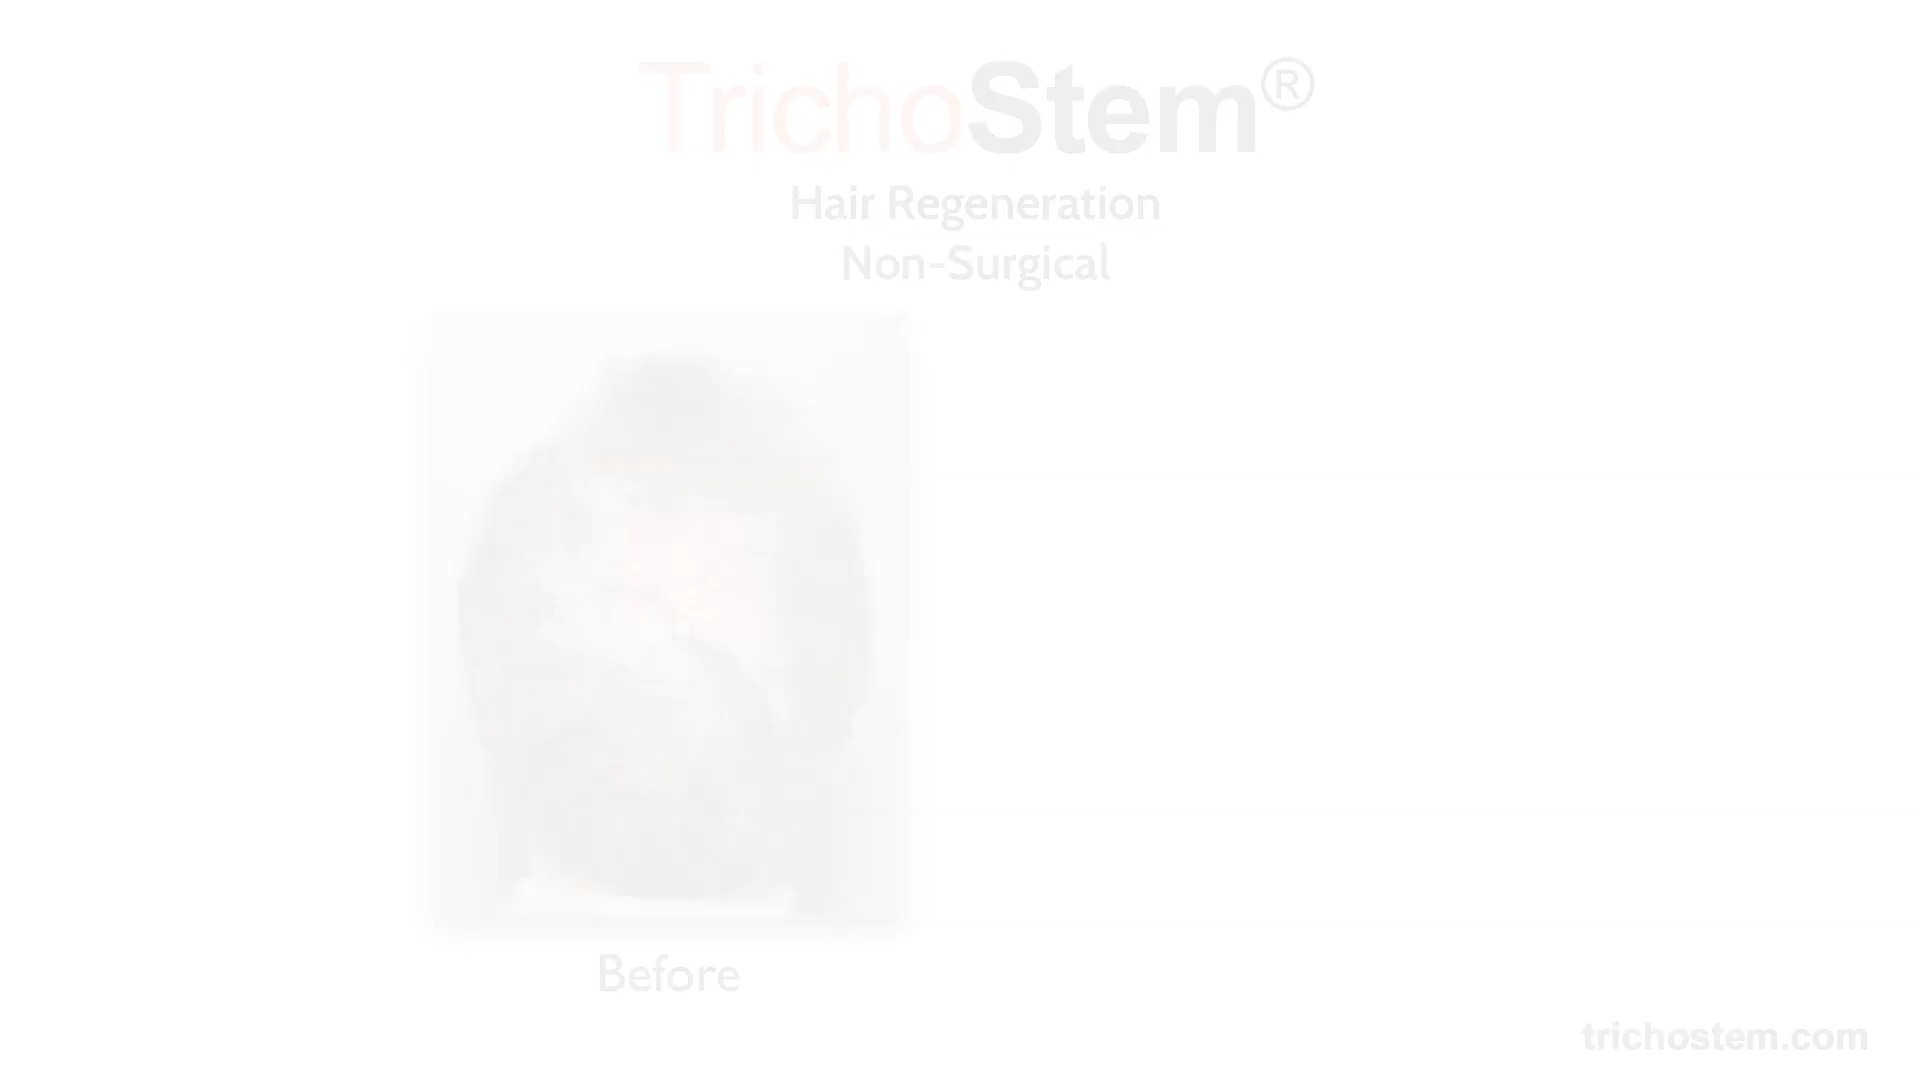 TrichoStem®
Hair Regeneration
Non-Surgical
Before
trichostem.com